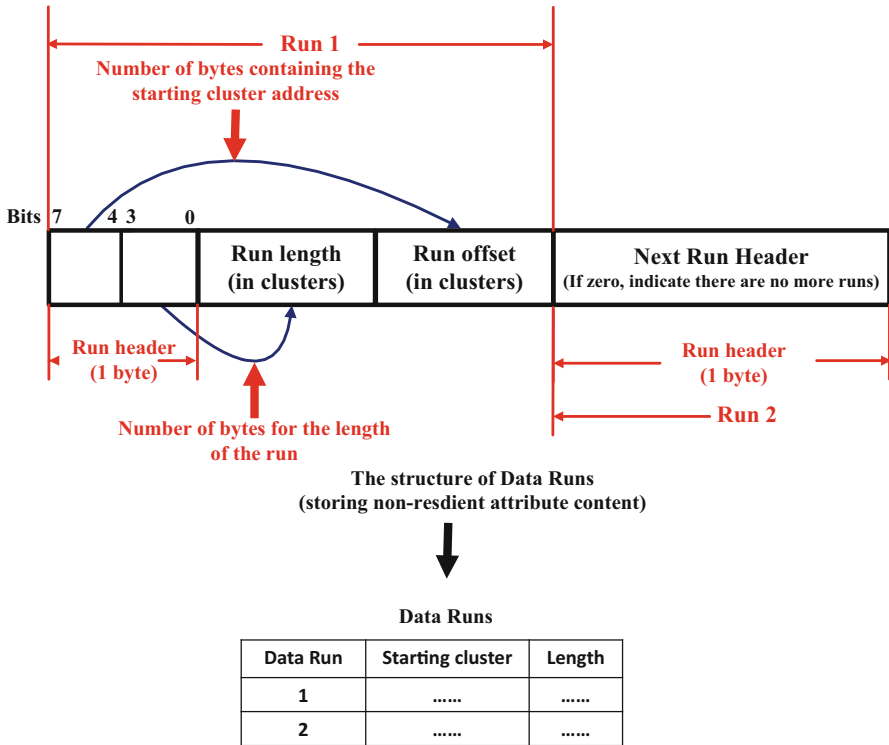 Run 1
Number of bytes containing the
starting cluster address
Bits 7 4 3 0
Run length
(in clusters)
Run offset
(in clusters)
Next Run Header
(If zero, indicate there are no more runs)
Run header
(1 byte)
Run header
(1 byte)
Number of bytes for the length
of the run
Run 2
The structure of Data Runs
(storing non-resdient attribute content)
Data Runs
Data Run Starting cluster Length
1 ...... ......
2 ...... ......